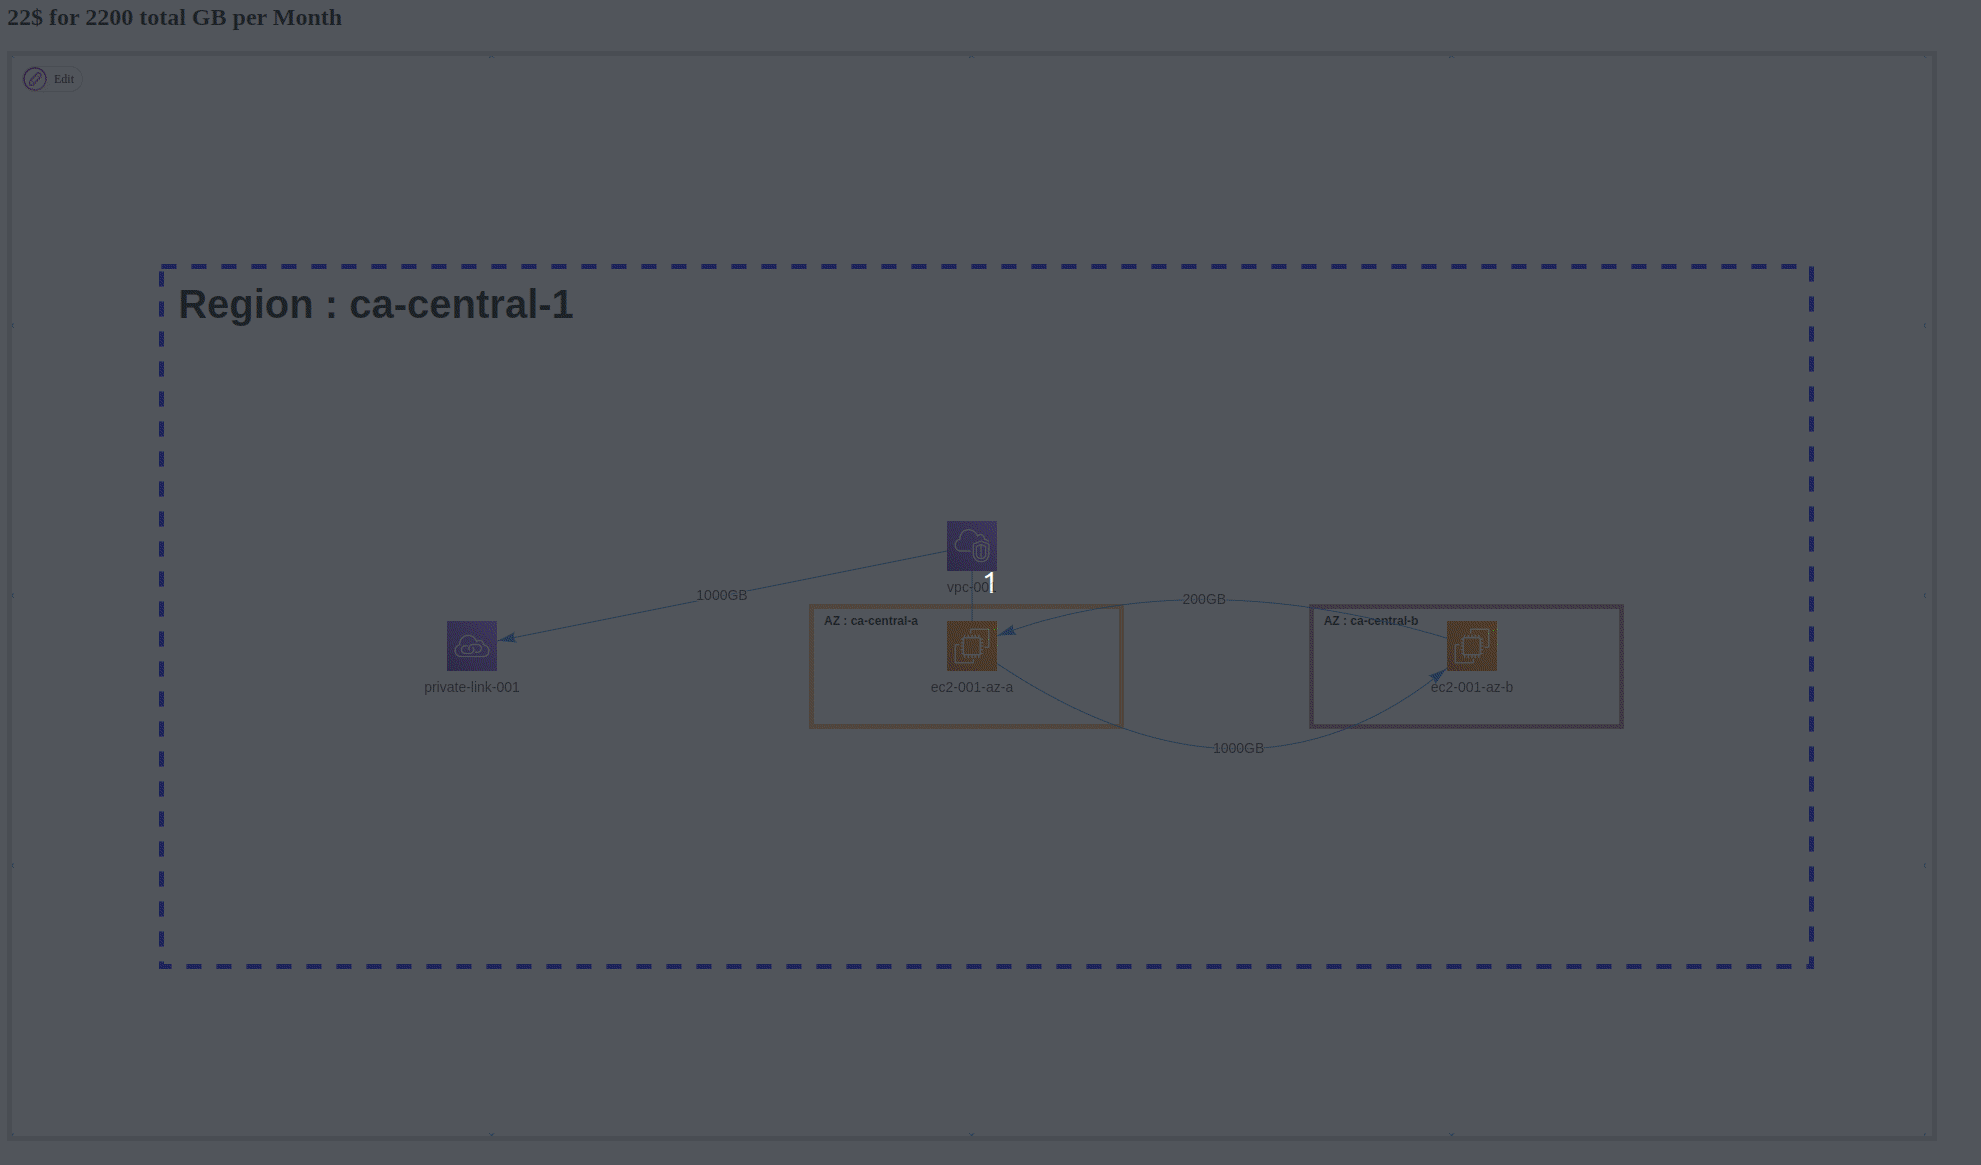 22$ for 2200 total GB per Month
Edit
Region : ca-central-1
vpc-001
1
1000GB
200GB
AZ : ca-central-a
AZ : ca-central-b
private-link-001
ec2-001-az-a
ec2-001-az-b
1000GB